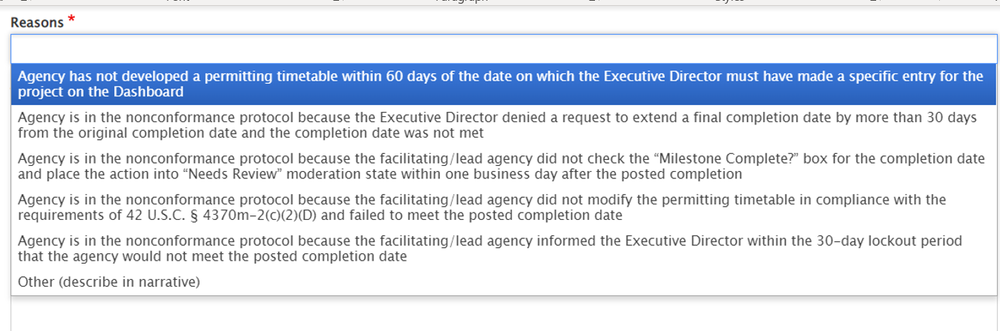 Reasons *
Agency has not developed a permitting timetable within 60 days of the date on which the Executive Director must have made a specific entry for the
project on the Dashboard
Agency is in the nonconformance protocol because the Executive Director denied a request to extend a final completion date by more than 30 days
from the original completion date and the completion date was not met
Agency is in the nonconformance protocol because the facilitating/lead agency did not check the “Milestone Complete?” box for the completion date
and place the action into “Needs Review” moderation state within one business day after the posted completion
Agency is in the nonconformance protocol because the facilitating/lead agency did not modify the permitting timetable in compliance with the
requirements of 42 U.S.C. § 4370m-2(c)(2)(D) and failed to meet the posted completion date
Agency is in the nonconformance protocol because the facilitating/lead agency informed the Executive Director within the 30-day lockout period
that the agency would not meet the posted completion date
Other (describe in narrative)